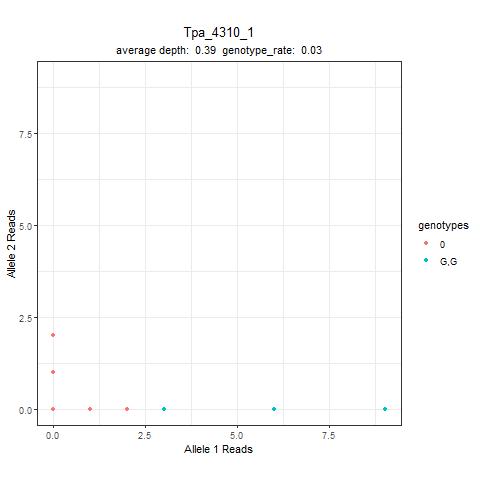 Tpa_4310_1
average depth: 0.39 genotype_rate: 0.03
Allele 2 Reads
7.5
5.0
2.5
0.0
0.0 2.5 5.0 7.5
Allele 1 Reads
genotypes
0
G,G